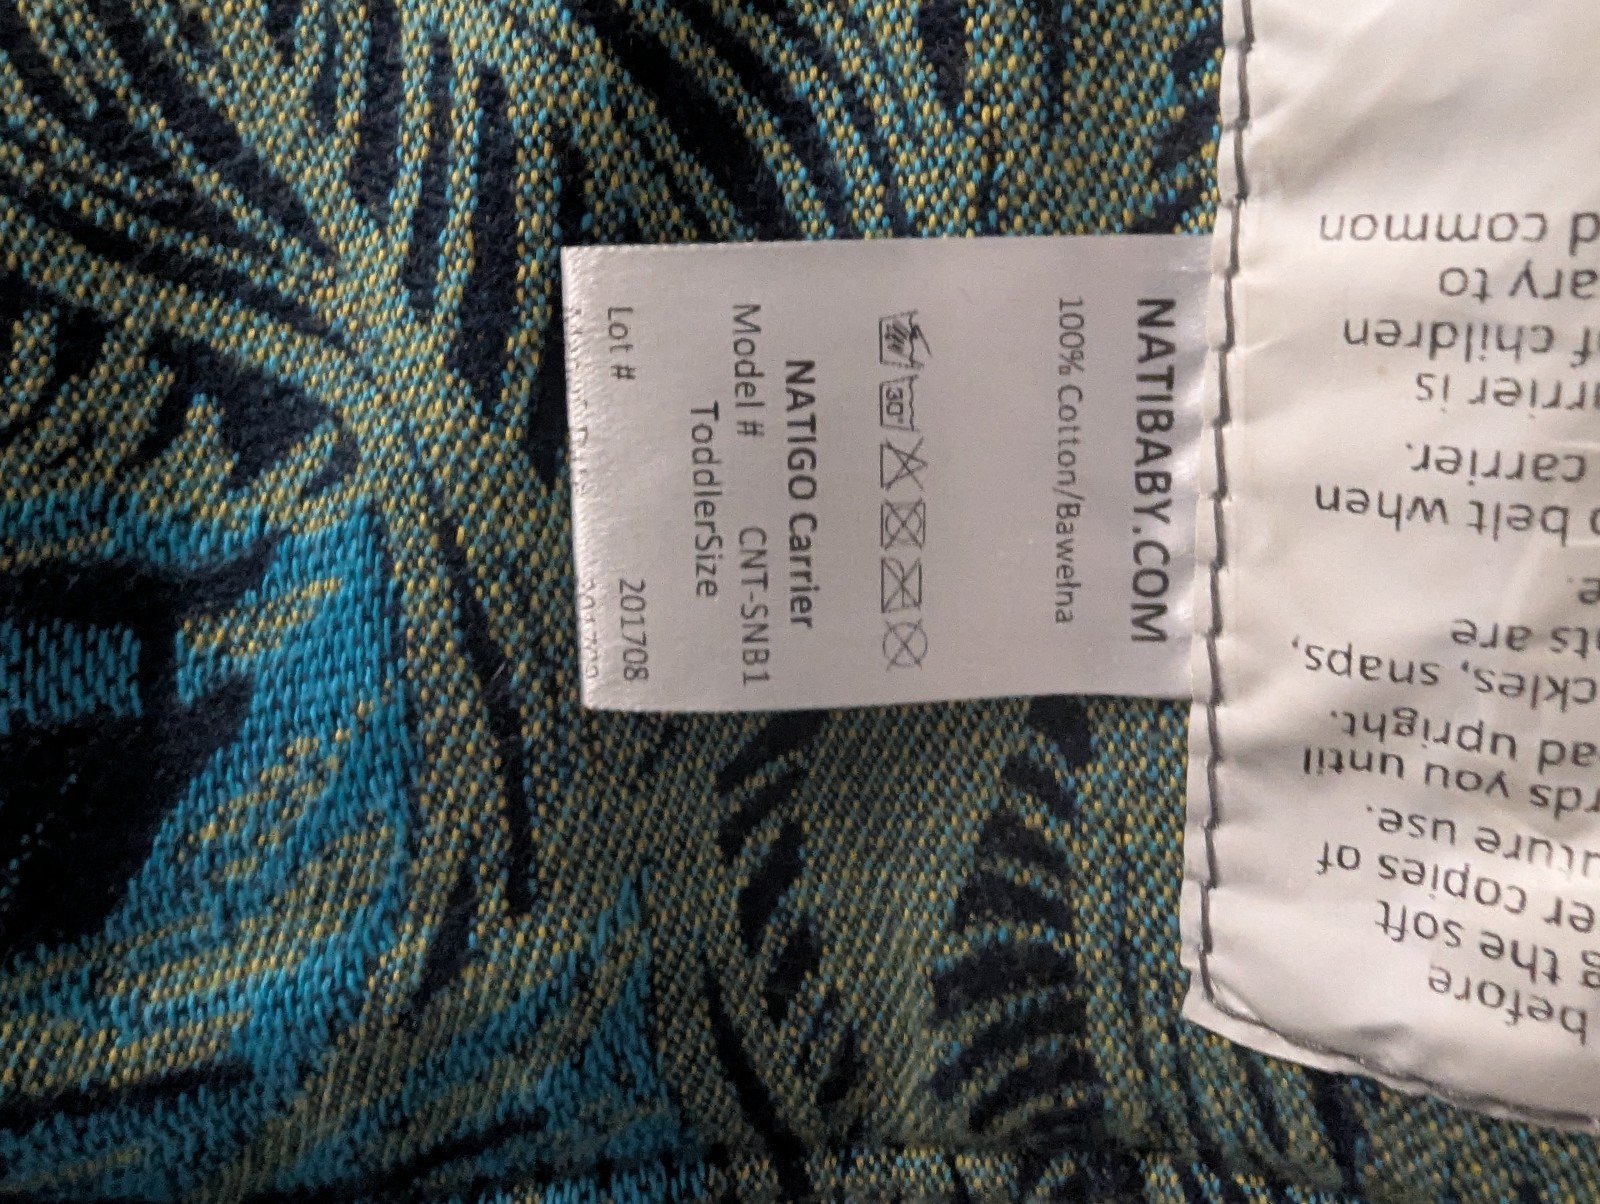 NATIBABY.COM
100% Cotton/Bawełna
30°
NATIGO Carrier
Model # CNT-SNB1
ToddlerSize
Lot # 201708
before
the soft
er copies of
uture use.
rds you until
ad upright.
ckles, snaps,
ts are
e.
belt when
carrier.
rrier is
f children
ary to
d common